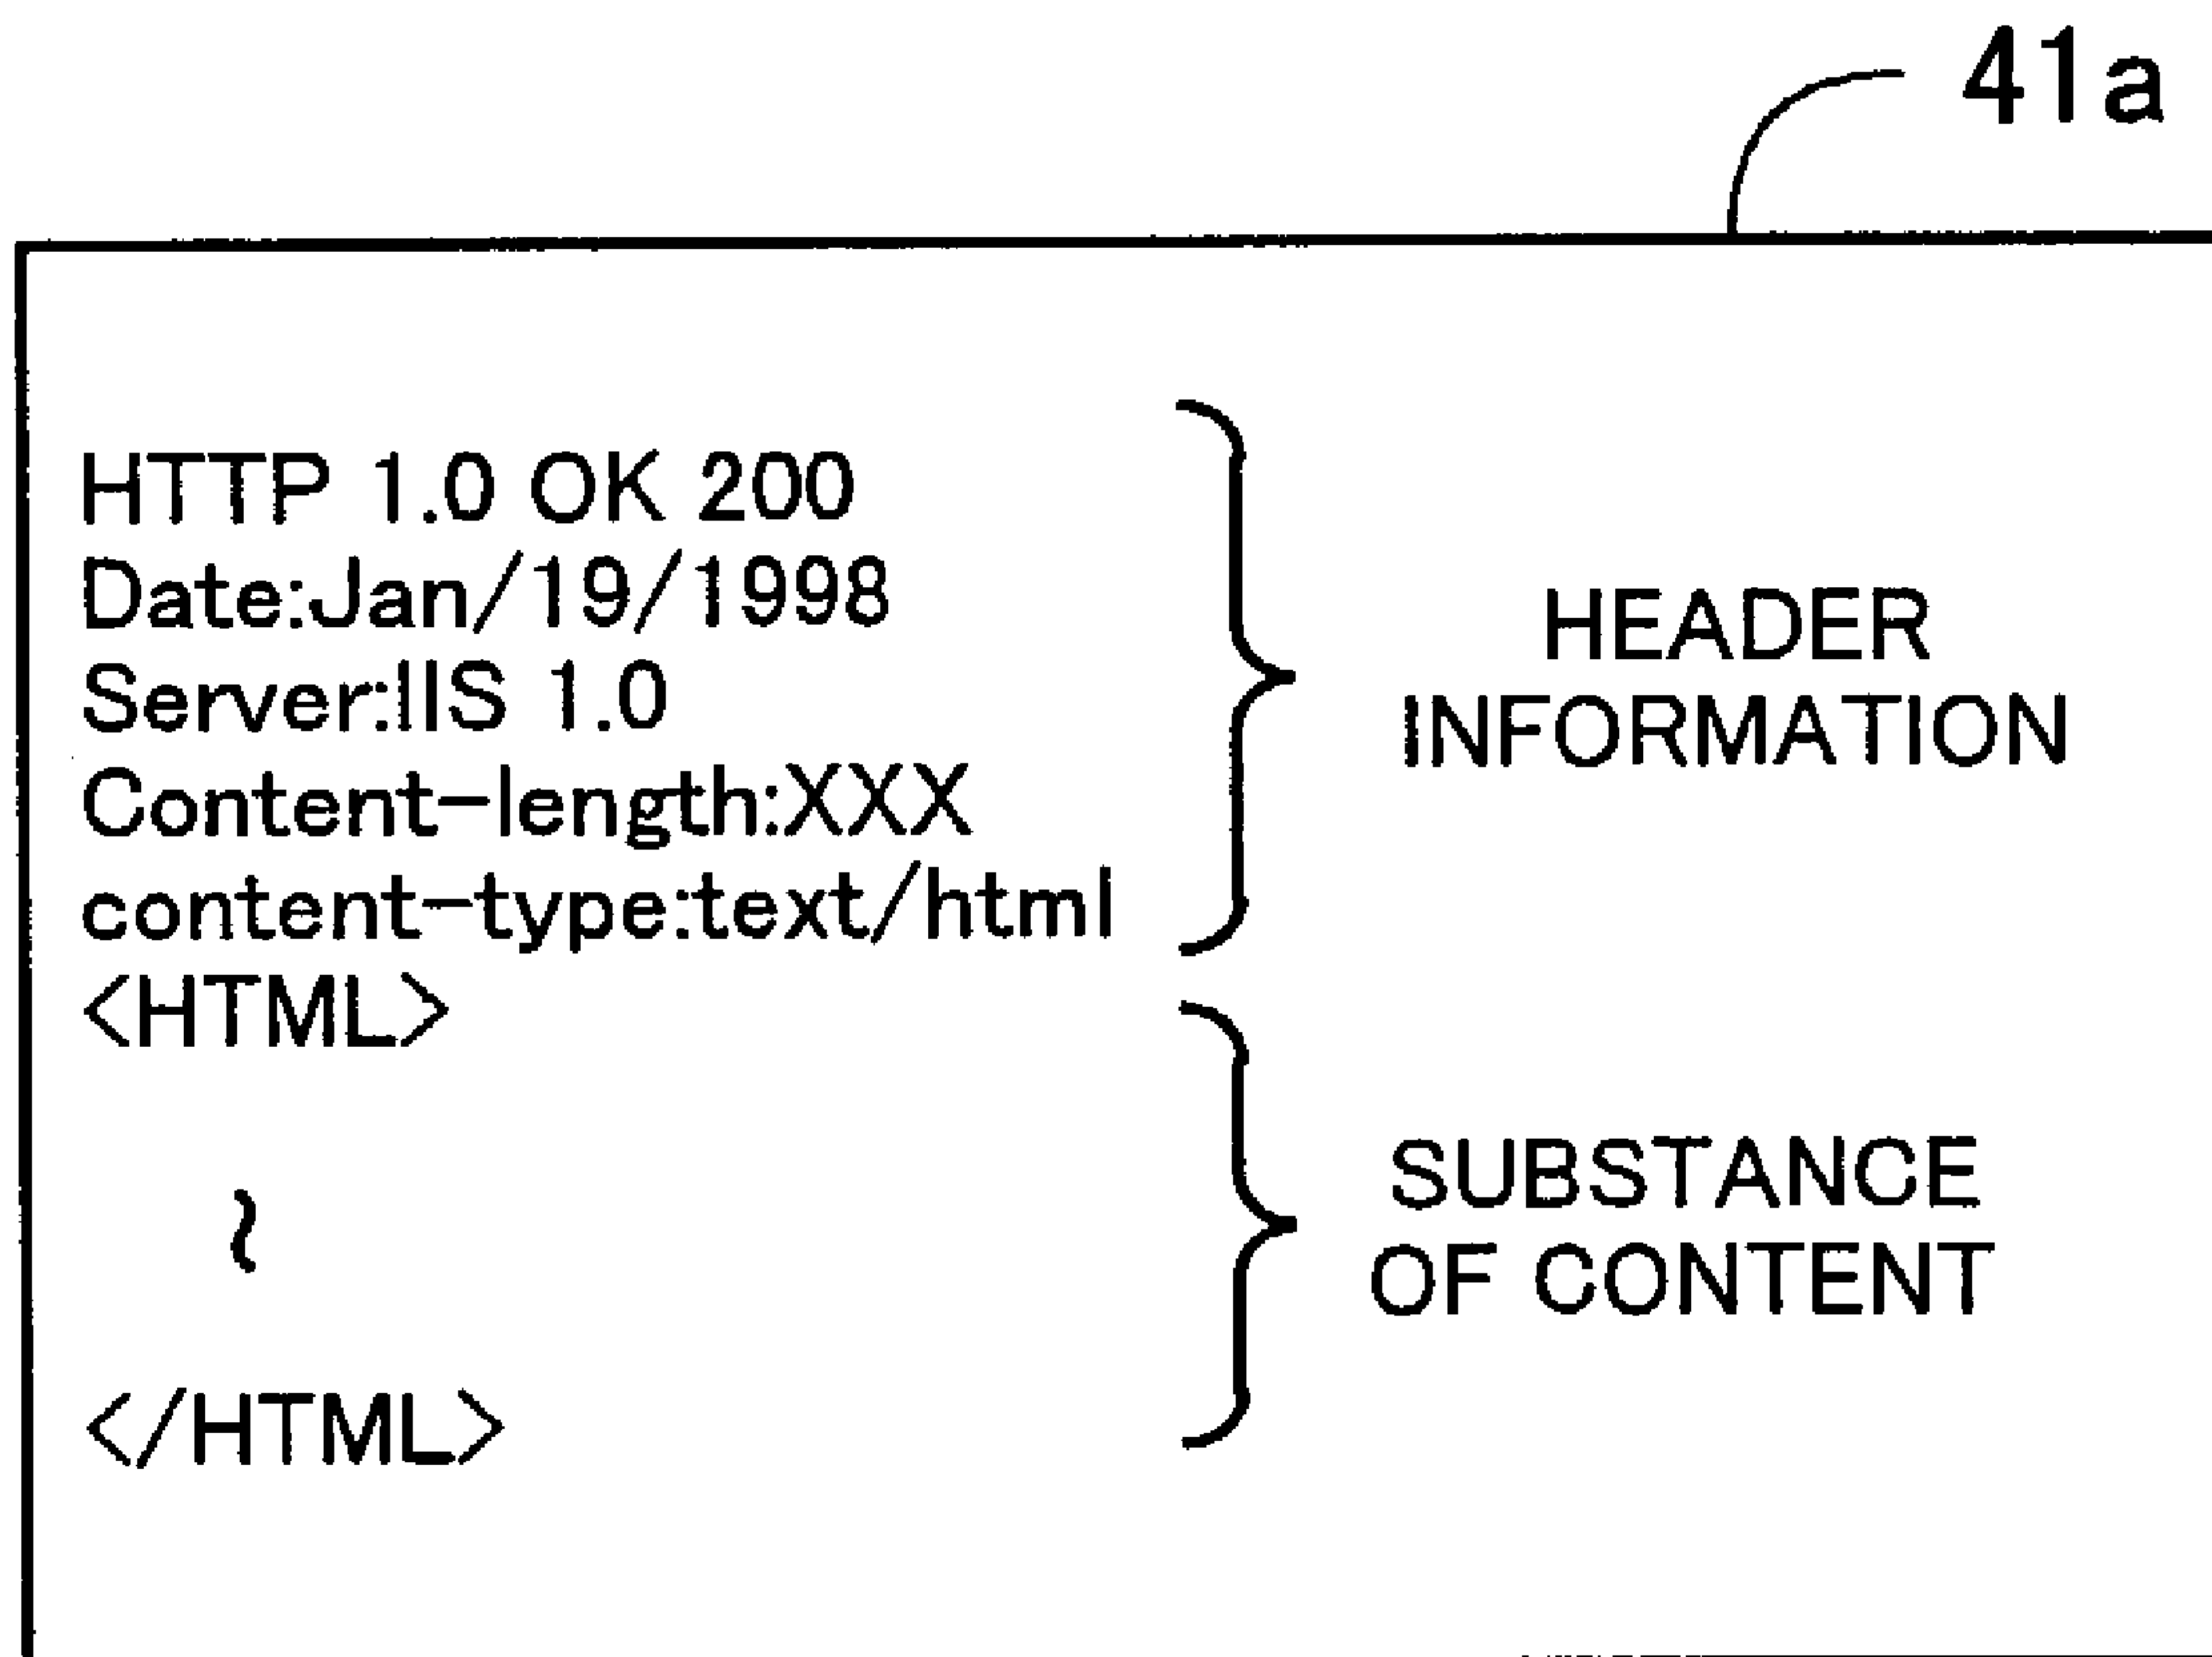 41a
HTTP 1.0 OK 200
Date:Jan/19/1998
Server:IIS 1.0
Content-length:XXX
content-type:text/html
HEADER
INFORMATION
<HTML>
≀
</HTML>
SUBSTANCE
OF CONTENT